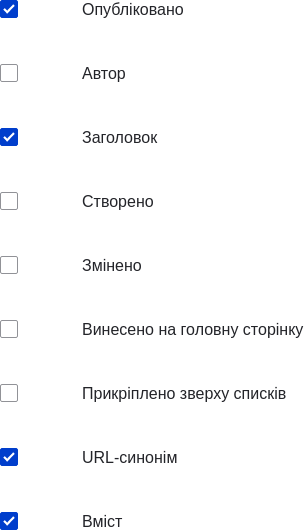 Опубліковано
Автор
Заголовок
Створено
Змінено
Винесено на головну сторінку
Прикріплено зверху списків
URL-синонім
Вміст